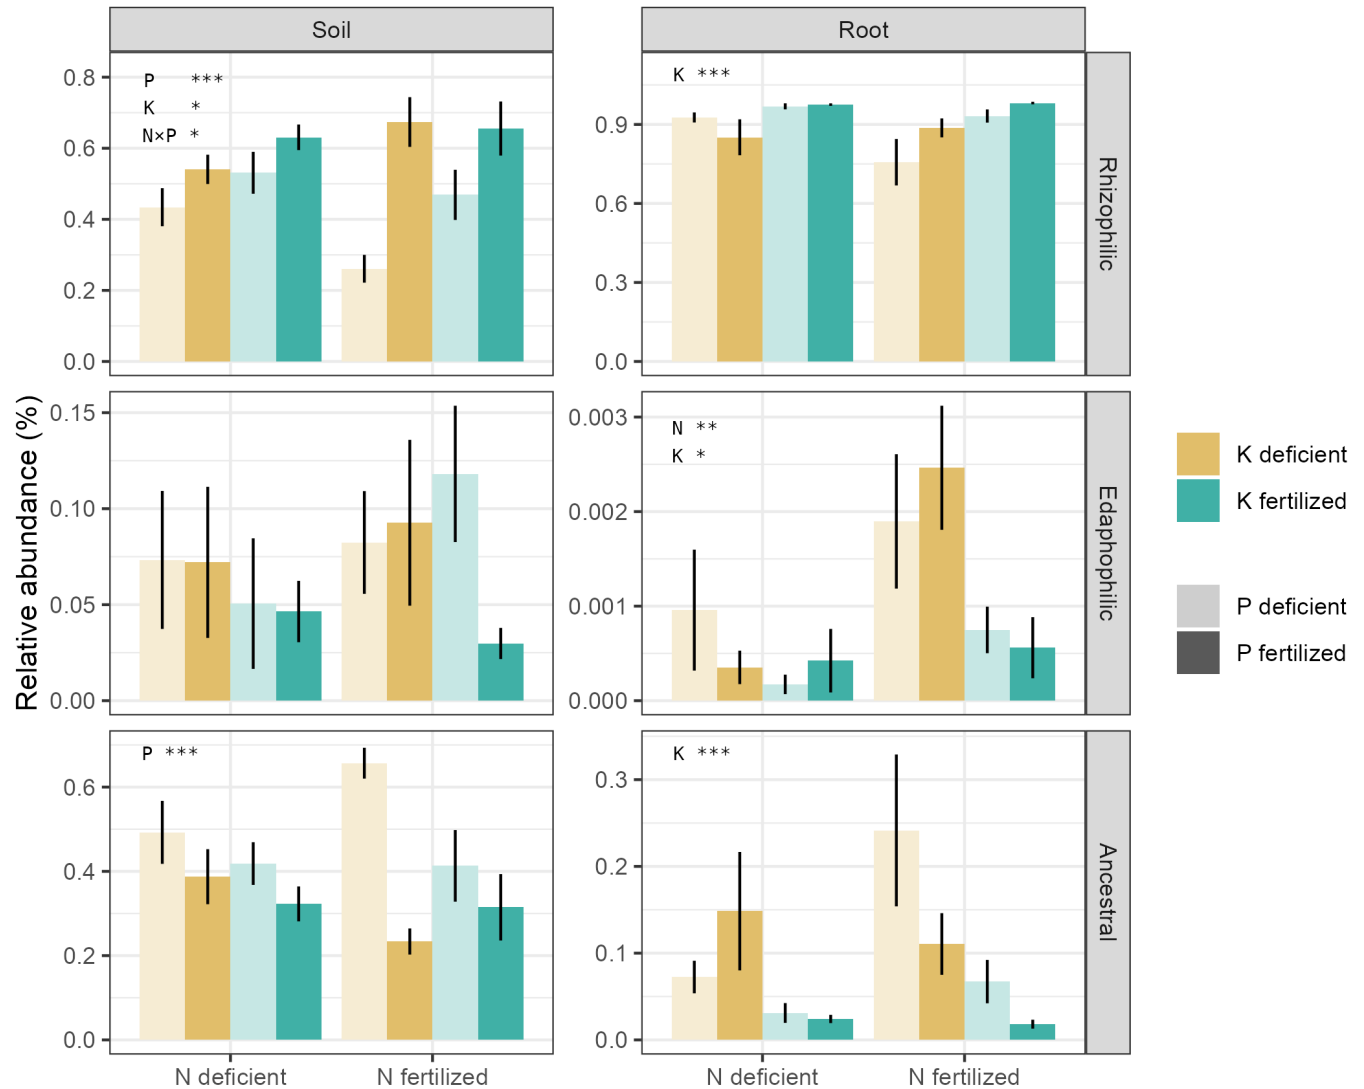 Soil
Root
Relative abundance (%)
0.8
0.6
0.4
0.2
0.0
P ***
K *
N×P *
0.9
0.6
0.3
0.0
K ***
Rhizophilic
0.15
0.10
0.05
0.00
0.003
0.002
0.001
0.000
N **
K *
Edaphophilic
0.6
0.4
0.2
0.0
P ***
0.3
0.2
0.1
0.0
K ***
Ancestral
N deficient
N fertilized
N deficient
N fertilized
K deficient
K fertilized
P deficient
P fertilized